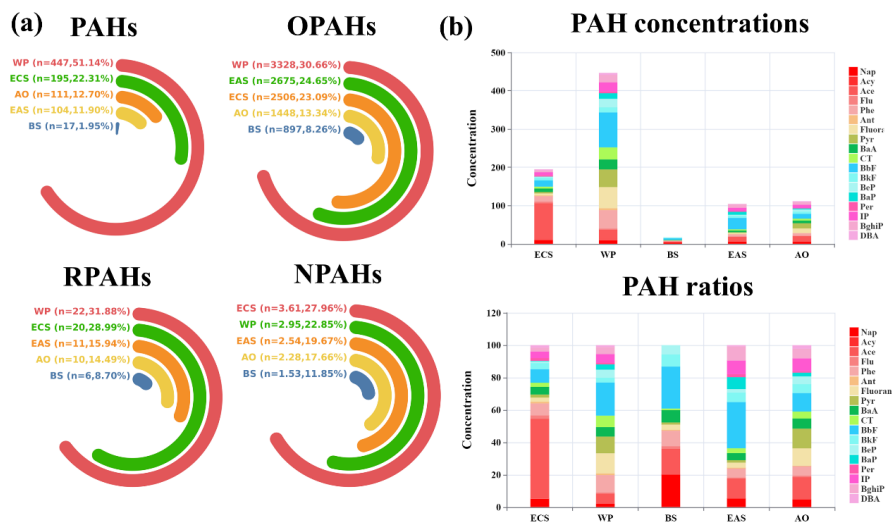 (a)
PAHs
WP (n=447,51.14%)
ECS (n=195,22.31%)
AO (n=111,12.70%)
EAS (n=104,11.90%)
BS (n=17,1.95%)
OPAHs
WP (n=3328,30.66%)
EAS (n=2675,24.65%)
ECS (n=2506,23.09%)
AO (n=1448,13.34%)
BS (n=897,8.26%)
RPAHs
WP (n=22,31.88%)
ECS (n=20,28.99%)
EAS (n=11,15.94%)
AO (n=10,14.49%)
BS (n=6,8.70%)
NPAHs
ECS (n=3.61,27.96%)
WP (n=2.95,22.85%)
EAS (n=2.54,19.67%)
AO (n=2.28,17.66%)
BS (n=1.53,11.85%)
(b)
PAH concentrations
Concentration
500
400
300
200
100
0
ECS WP BS EAS AO
Nap
Acy
Ace
Flu
Phe
Ant
Fluoran
Pyr
BaA
CT
BbF
BkF
BeP
BaP
Per
IP
BghiP
DBA
PAH ratios
Concentration
120
100
80
60
40
20
0
ECS WP BS EAS AO
Nap
Acy
Ace
Flu
Phe
Ant
Fluoran
Pyr
BaA
CT
BbF
BkF
BeP
BaP
Per
IP
BghiP
DBA